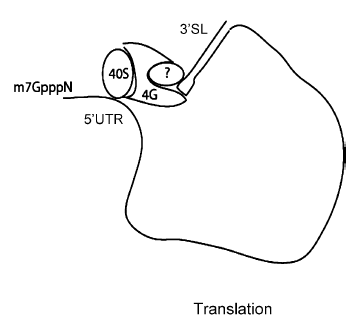 3'SL
40S
?
m7GpppN
4G
5'UTR
Translation